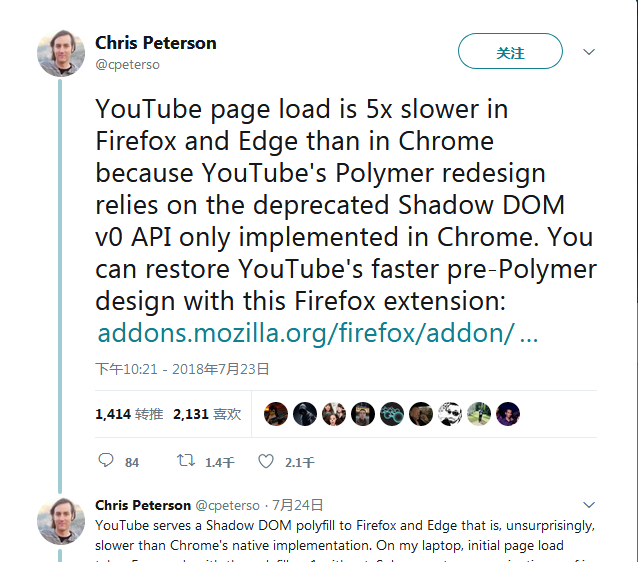 Chris Peterson
@cpeterso
关注
YouTube page load is 5x slower in
Firefox and Edge than in Chrome
because YouTube's Polymer redesign
relies on the deprecated Shadow DOM
v0 API only implemented in Chrome. You
can restore YouTube's faster pre-Polymer
design with this Firefox extension:
addons.mozilla.org/firefox/addon/ …
下午10:21 - 2018年7月23日
1,414 转推 2,131 喜欢
84 1.4千 2.1千
Chris Peterson @cpeterso · 7月24日
YouTube serves a Shadow DOM polyfill to Firefox and Edge that is, unsurprisingly,
slower than Chrome's native implementation. On my laptop, initial page load